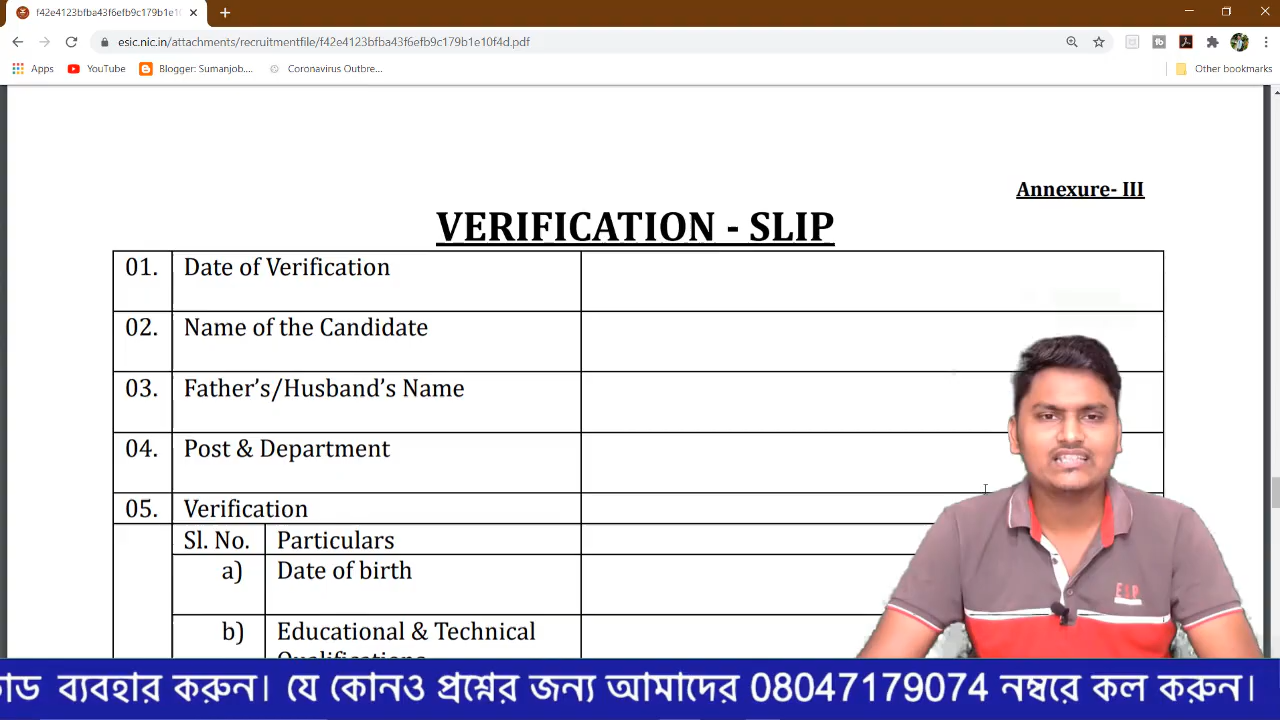 f42e4123bfba43f6efb9c179b1e1
esic.nic.in/attachments/recruitmentfile/f42e4123bfba43f6efb9c179b1e10f4d.pdf
Apps YouTube Blogger: Sumanjob.... Coronavirus Outbre... Other bookmarks
Annexure- III
VERIFICATION - SLIP
01. Date of Verification
02. Name of the Candidate
03. Father’s/Husband’s Name
04. Post & Department
05. Verification
Sl. No. Particulars
a) Date of birth
b) Educational & Technical
Qualifications
ESP
ব্যবহার করুন। যে কোনও প্রশ্নের জন্য আমাদের 08047179074 নম্বরে কল করুন।